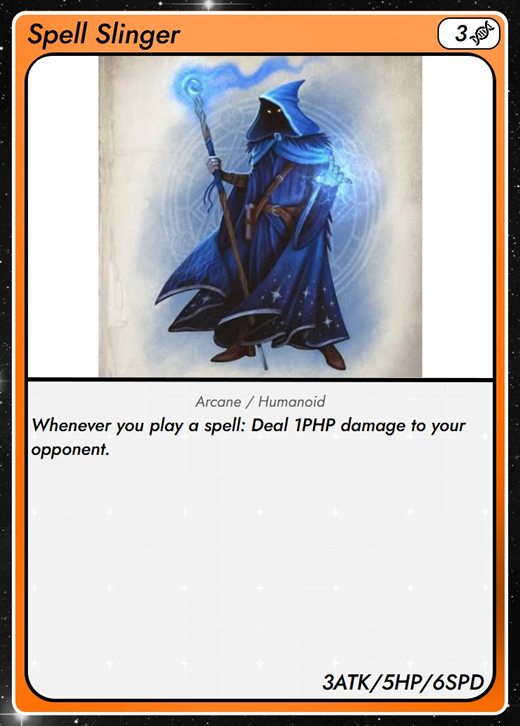 Spell Slinger
3
Arcane / Humanoid
Whenever you play a spell: Deal 1PHP damage to your
opponent.
3ATK/5HP/6SPD